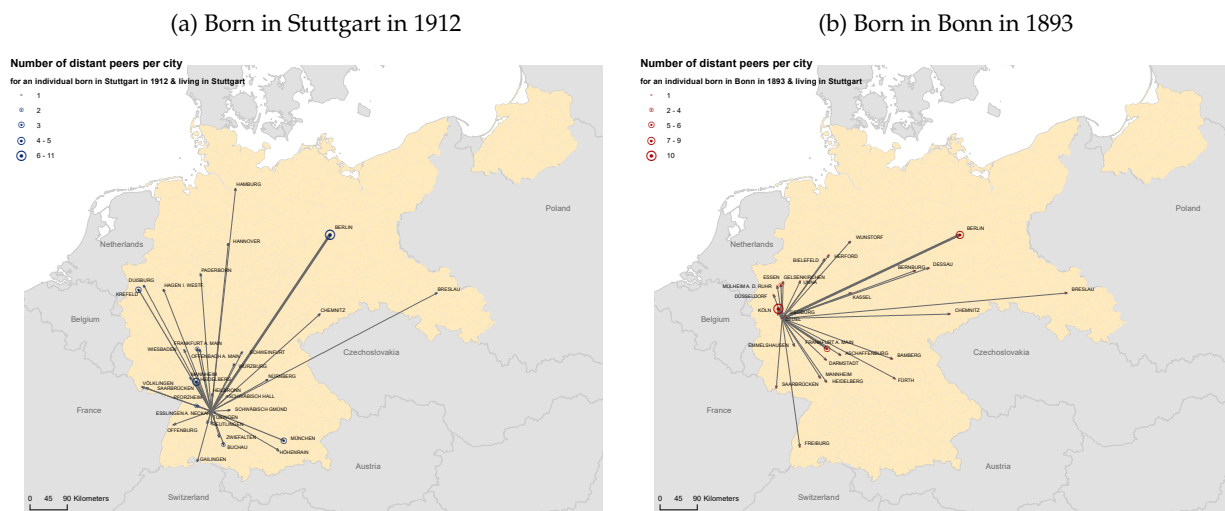 (a) Born in Stuttgart in 1912
Number of distant peers per city
for an individual born in Stuttgart in 1912 & living in Stuttgart
1
2
3
4 - 5
6 - 11
HAMBURG
BERLIN
HANNOVER
Poland
Netherlands
PADERBORN
DUISBURG
HAGEN I. WESTF.
KREFELD
BRESLAU
CHEMNITZ
Belgium
FRANKFURT A. MAIN
WIESBADEN
OFFENBACH A. MAIN
SCHWEINFURT
Czechoslovakia
WÜRZBURG
MANNHEIM
HEIDELBERG
NÜRNBERG
VÖLKLINGEN
SAARBRÜCKEN
HEILBRONN
PFORZHEIM
SCHWÄBISCH HALL
France
SCHWÄBISCH GMÜND
ESSLINGEN A. NECKAR
TÜBINGEN
REUTLINGEN
OFFENBURG
ZWIEFALTEN
MÜNCHEN
BUCHAU
HÖHENRAIN
GAILINGEN
Austria
Switzerland
0 45 90 Kilometers
(b) Born in Bonn in 1893
Number of distant peers per city
for an individual born in Bonn in 1893 & living in Stuttgart
1
2 - 4
5 - 6
7 - 9
10
BERLIN
WUNSTORF
Poland
Netherlands
HERFORD
BIELEFELD
DESSAU
BERNBURG
ESSEN
GELSENKIRCHEN
UNNA
MÜLHEIM A. D. RUHR
BRESLAU
DÜSSELDORF
KASSEL
KÖLN
CHEMNITZ
Belgium
EMMELSHAUSEN
FRANKFURT A. MAIN
Czechoslovakia
ASCHAFFENBURG
BAMBERG
DARMSTADT
MANNHEIM
FÜRTH
SAARBRÜCKEN
HEIDELBERG
France
FREIBURG
Austria
Switzerland
0 45 90 Kilometers